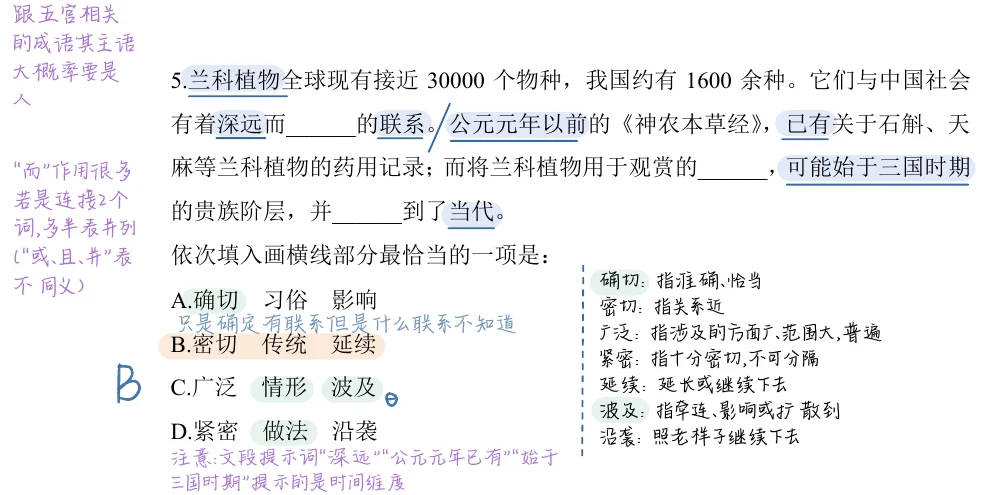 跟五官相关
的成语其主语
大概率要是
人
5.兰科植物全球现有接近 30000 个物种，我国约有 1600 余种。它们与中国社会
有着深远而______的联系。/公元元年以前的《神农本草经》，已有关于石斛、天
麻等兰科植物的药用记录；而将兰科植物用于观赏的______，可能始于三国时期
的贵族阶层，并______到了当代。
"而"作用很多
若是连接2个
词,多半表并列
("或、且、并"表
不同义)
依次填入画横线部分最恰当的一项是：
A.确切 习俗 影响
只是确定有联系但是什么联系不知道
B.密切 传统 延续
C.广泛 情形 波及
D.紧密 做法 沿袭
B
注意:文段提示词"深远""公元元年已有""始于
三国时期"提示的是时间维度
确切：指准确、恰当
密切：指关系近
广泛：指涉及的方面广、范围大,普遍
紧密：指十分密切,不可分隔
延续：延长或继续下去
波及：指牵连、影响或扩散到
沿袭：照老样子继续下去